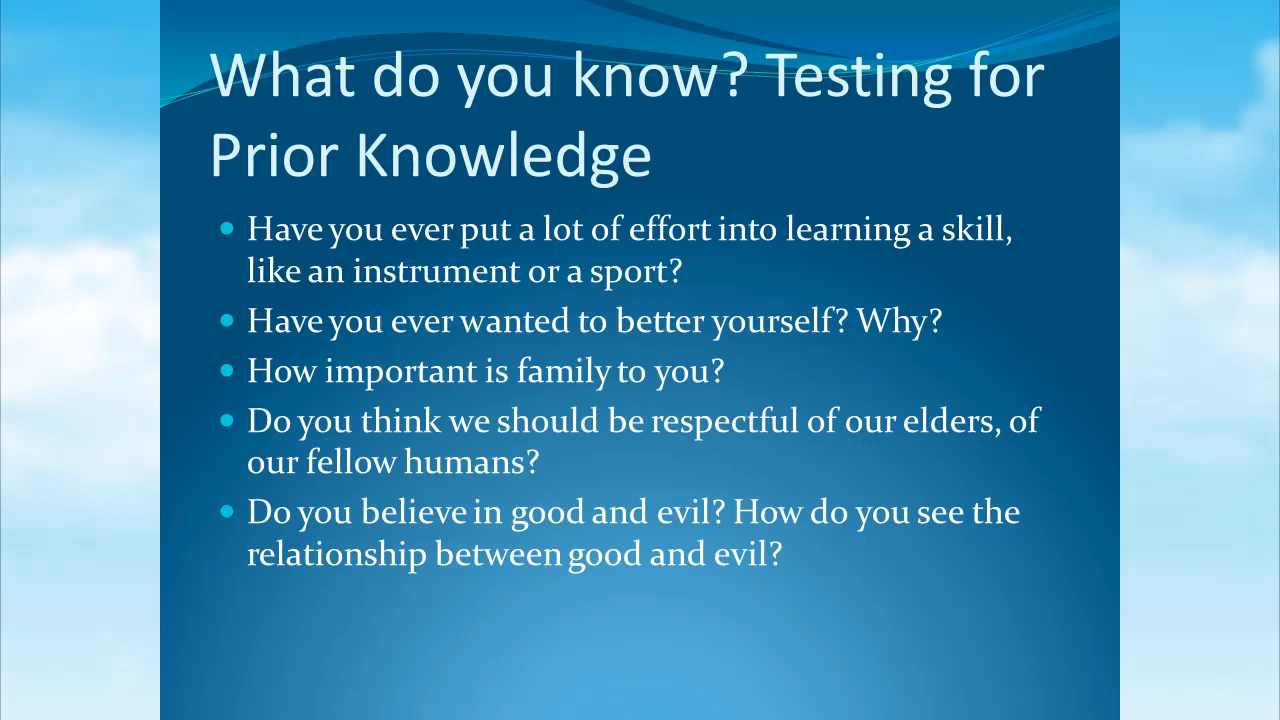 What do you know? Testing for
Prior Knowledge
• Have you ever put a lot of effort into learning a skill,
like an instrument or a sport?
• Have you ever wanted to better yourself? Why?
• How important is family to you?
• Do you think we should be respectful of our elders, of
our fellow humans?
• Do you believe in good and evil? How do you see the
relationship between good and evil?